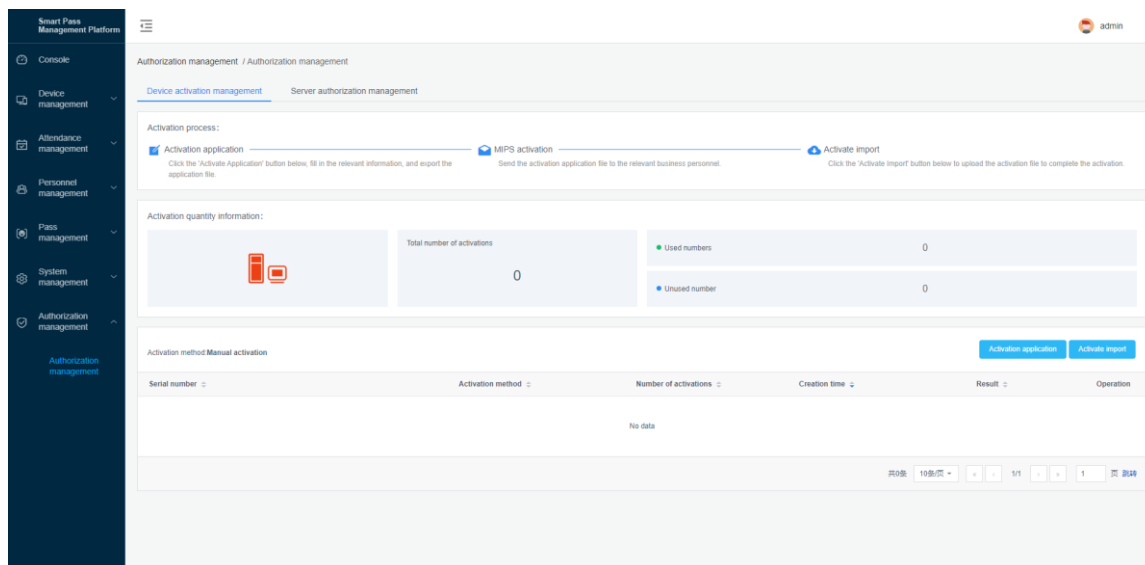 Smart Pass
Management Platform
admin
Console
Device
management
Attendance
management
Personnel
management
Pass
management
System
management
Authorization
management
Authorization
management
Authorization management / Authorization management
Device activation management Server authorization management
Activation process:
Activation application MIPS activation Activate import
Click the 'Activate Application' button below, fill in the relevant information, and export the
application file.
Send the activation application file to the relevant business personnel.
Click the 'Activate Import' button below to upload the activation file to complete the activation.
Activation quantity information:
Total number of activations
0
Used numbers 0
Unused number 0
Activation method:Manual activation
Activation application Activate import
Serial number Activation method Number of activations Creation time Result Operation
No data
共0条 10条/页 « ‹ 1/1 › » 1 页 跳转